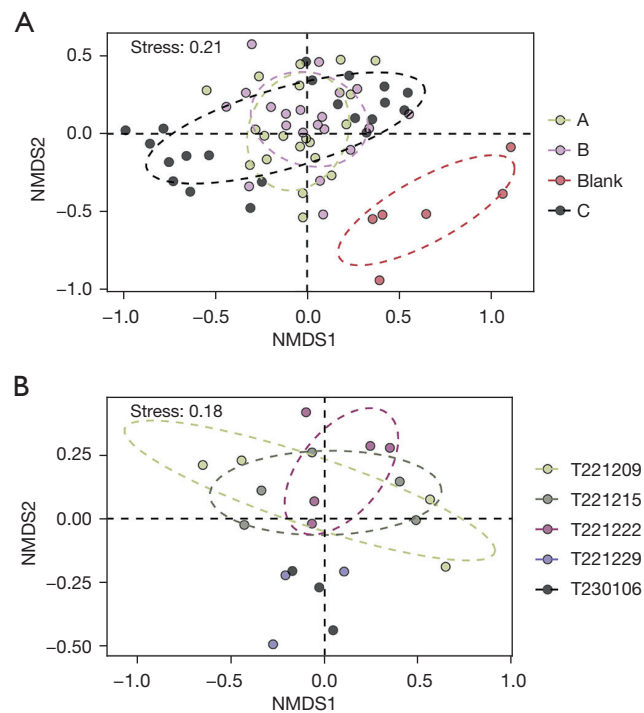 A
Stress: 0.21
0.5
0.0
−0.5
−1.0
NMDS2
−1.0
−0.5
0.0
0.5
1.0
NMDS1
A
B
Blank
C
B
Stress: 0.18
0.25
0.00
−0.25
−0.50
NMDS2
−1.0
−0.5
0.0
0.5
1.0
NMDS1
T221209
T221215
T221222
T221229
T230106